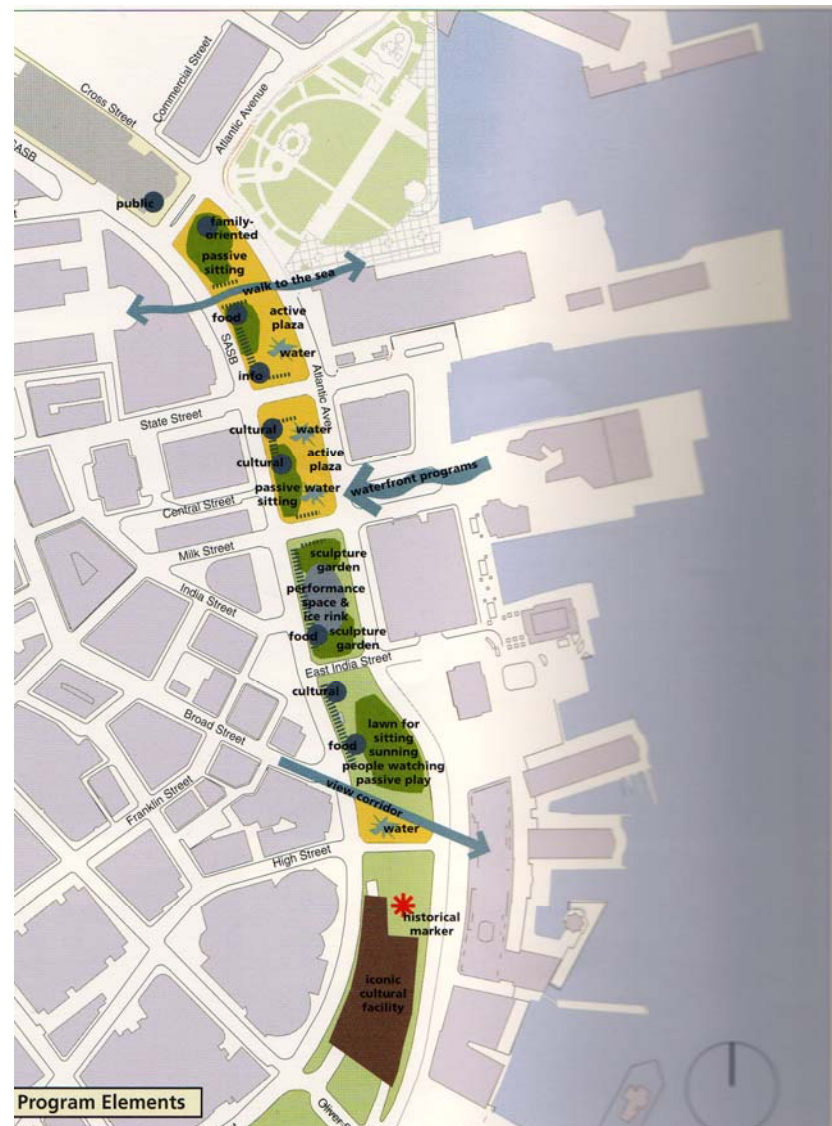 Commercial Street
Cross Street
Atlantic Avenue
SASB
public
family-
oriented
passive
sitting
walk to the sea
food
active
plaza
SASB
water
info
Atlantic Ave
State Street
cultural
water
cultural
active
plaza
passive
sitting
water
waterfront programs
Central Street
Milk Street
India Street
sculpture
garden
performance
space &
ice rink
food
sculpture
garden
East India Street
cultural
Broad Street
lawn for
sitting
sunning
people watching
passive play
food
Franklin Street
view corridor
water
High Street
historical
marker
iconic
cultural
facility
Program Elements